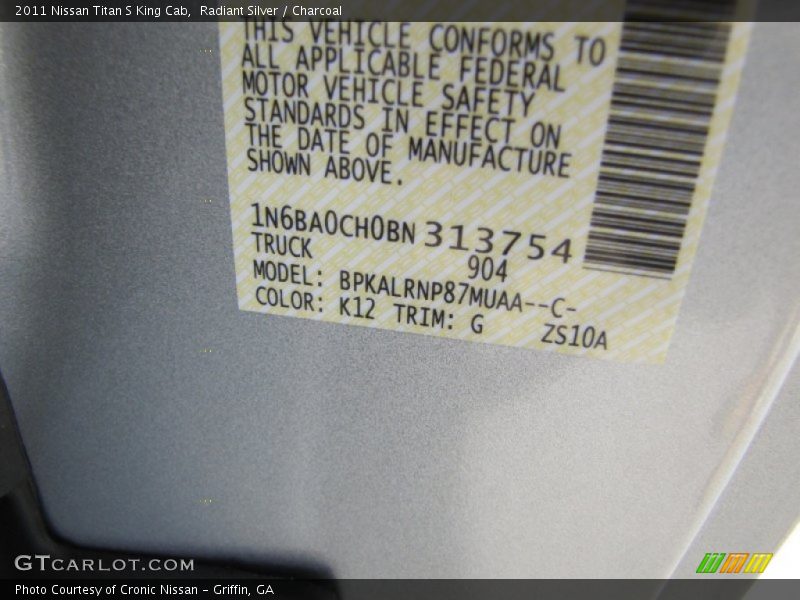 2011 Nissan Titan S King Cab,  Radiant Silver / Charcoal
THIS VEHICLE CONFORMS TO
ALL APPLICABLE FEDERAL
MOTOR VEHICLE SAFETY
STANDARDS IN EFFECT ON
THE DATE OF MANUFACTURE
SHOWN ABOVE.
1N6BA0CH0BN313754
TRUCK 904
MODEL: BPKALRNP87MUAA--C-
COLOR: K12 TRIM: G ZS10A
GTCARLOT.COM
Photo Courtesy of Cronic Nissan - Griffin, GA